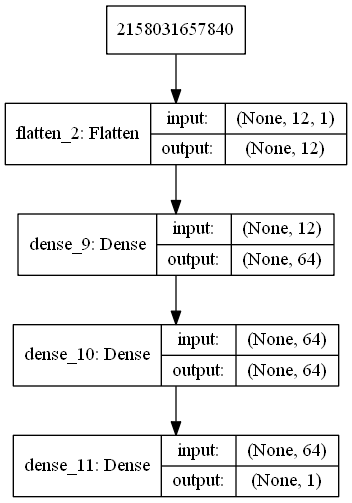 2158031657840
flatten_2: Flatten
input: (None, 12, 1)
output: (None, 12)
dense_9: Dense
input: (None, 12)
output: (None, 64)
dense_10: Dense
input: (None, 64)
output: (None, 64)
dense_11: Dense
input: (None, 64)
output: (None, 1)